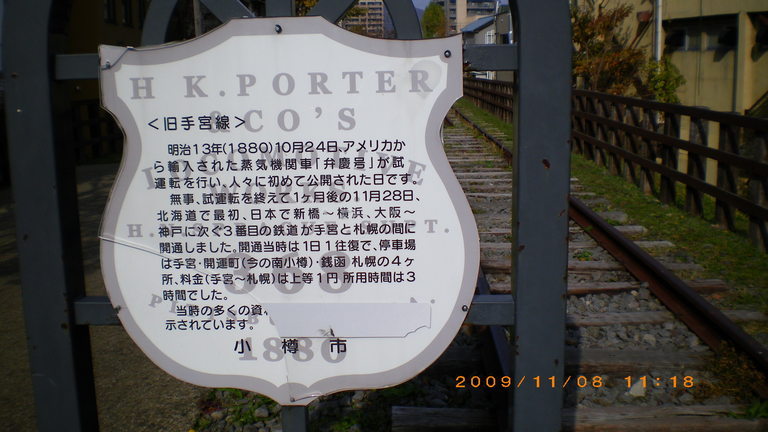 H K.PORTER
&CO'S
<旧手宮線>
明治13年(1880)10月24日、アメリカか
ら輸入された蒸気機関車「弁慶号」が試
運転を行い、人々に初めて公開された日です。
無事、試運転を終えて1ヶ月後の11月28日、
北海道で最初、日本で新橋〜横浜、大阪〜
神戸に次ぐ3番目の鉄道が手宮と札幌の間に
開通しました。開通当時は1日1往復で、停車場
は手宮・開運町(今の南小樽)・銭函 札幌の4ヶ
所、料金(手宮〜札幌)は上等1円 所用時間は3
時間でした。
当時の多くの資
示されています。
小樽市
1880
2009/11/08 11:18